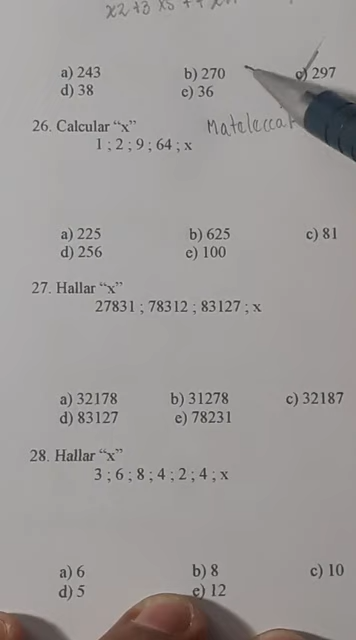 a) 243 b) 270 c) 297
d) 38 e) 36
26. Calcular “x”
1 ; 2 ; 9 ; 64 ; x
a) 225 b) 625 c) 81
d) 256 e) 100
27. Hallar “x”
27831 ; 78312 ; 83127 ; x
a) 32178 b) 31278 c) 32187
d) 83127 e) 78231
28. Hallar “x”
3 ; 6 ; 8 ; 4 ; 2 ; 4 ; x
a) 6 b) 8 c) 10
d) 5 e) 12